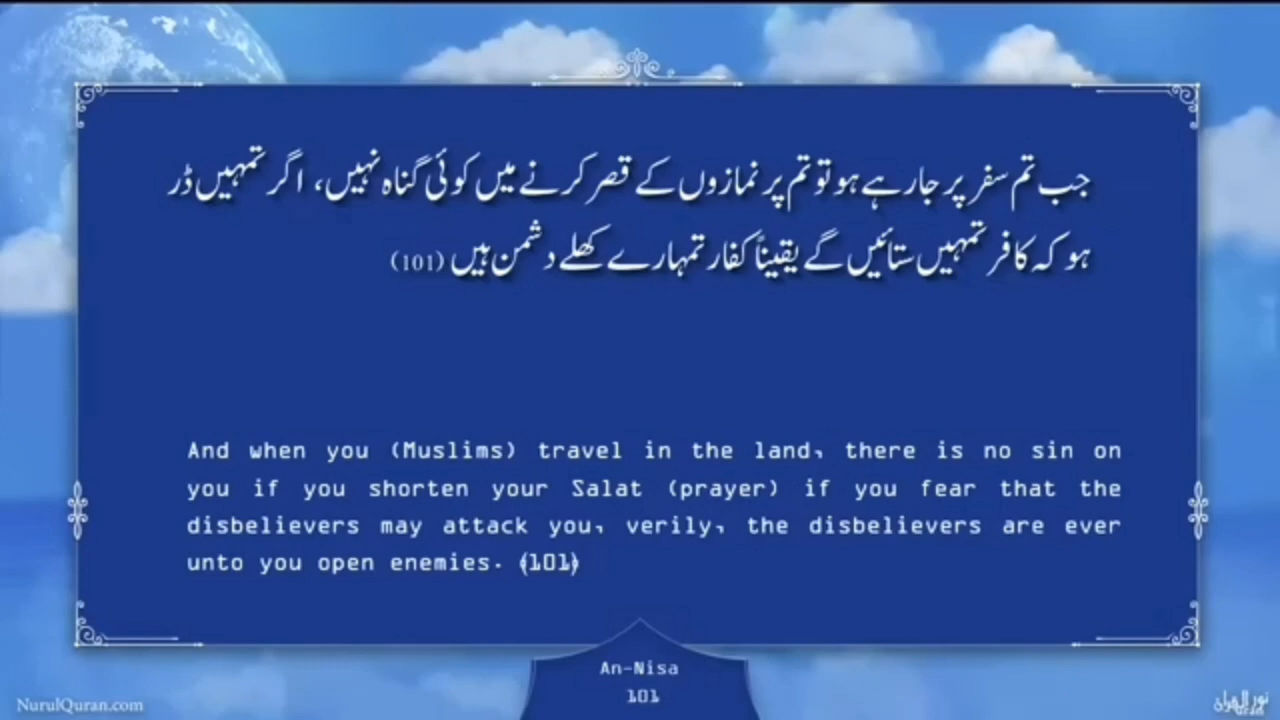 جب تم سفر پر جا رہے ہو تو تم پر نمازوں کے قصر کرنے میں کوئی گناہ نہیں، اگر تمہیں ڈر
ہو کہ کافر تمہیں ستائیں گے یقیناً کفار تمہارے کھلے دشمن ہیں (101)
And when you (Muslims) travel in the land, there is no sin on
you if you shorten your Salat (prayer) if you fear that the
disbelievers may attack you, verily, the disbelievers are ever
unto you open enemies. (101)
An-Nisa
101
NurulQuran.com